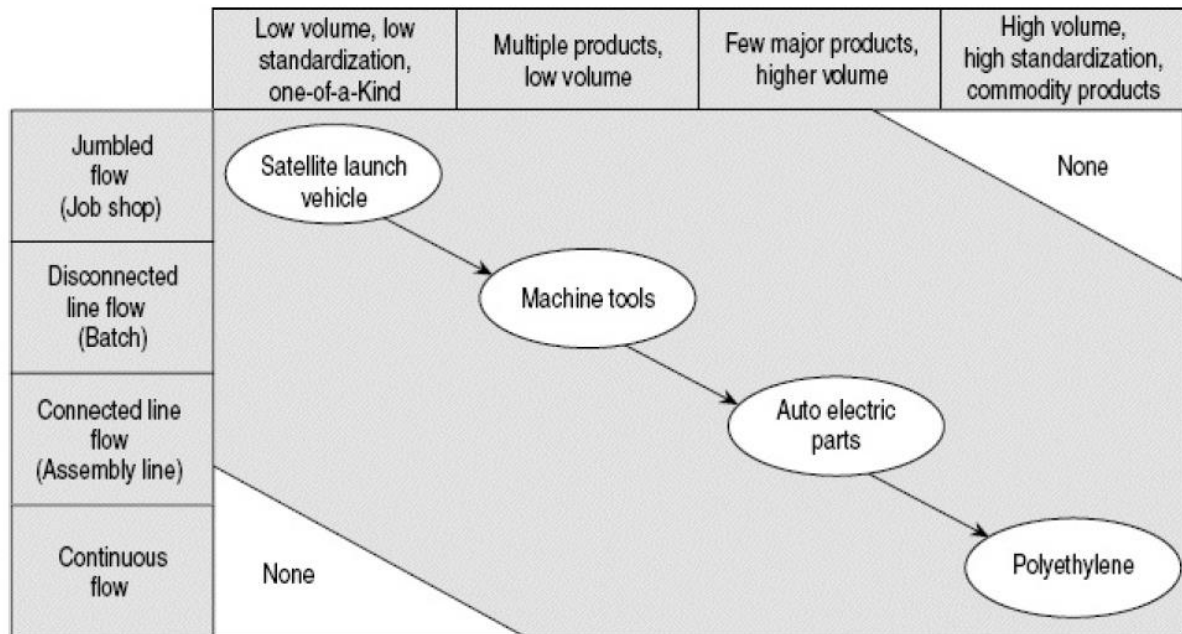 Low volume, low
standardization,
one-of-a-Kind
Multiple products,
low volume
Few major products,
higher volume
High volume,
high standardization,
commodity products
Jumbled
flow
(Job shop)
Satellite launch
vehicle
None
Disconnected
line flow
(Batch)
Machine tools
Connected line
flow
(Assembly line)
Auto electric
parts
Continuous
flow
None
Polyethylene